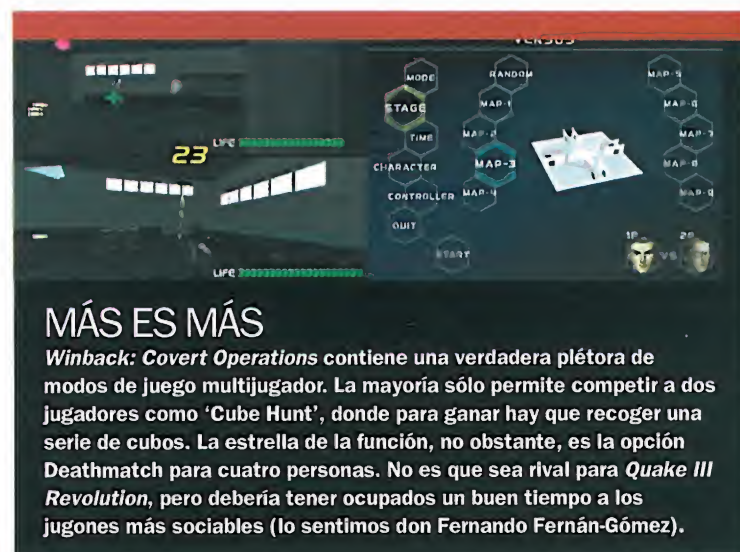 VERSUS
23
LIFE
LIFE
MODE
STAGE
TIME
CHARACTER
CONTROLLER
QUIT
START
RANDOM
MAP-1
MAP-2
MAP-3
MAP-4
MAP-5
MAP-6
MAP-7
MAP-8
MAP-9
1P
VS
2P
MÁS ES MÁS
Winback: Covert Operations contiene una verdadera plétora de
modos de juego multijugador. La mayoría sólo permite competir a dos
jugadores como ‘Cube Hunt’, donde para ganar hay que recoger una
serie de cubos. La estrella de la función, no obstante, es la opción
Deathmatch para cuatro personas. No es que sea rival para Quake III
Revolution, pero debería tener ocupados un buen tiempo a los
jugones más sociables (lo sentimos don Fernando Fernán-Gómez).